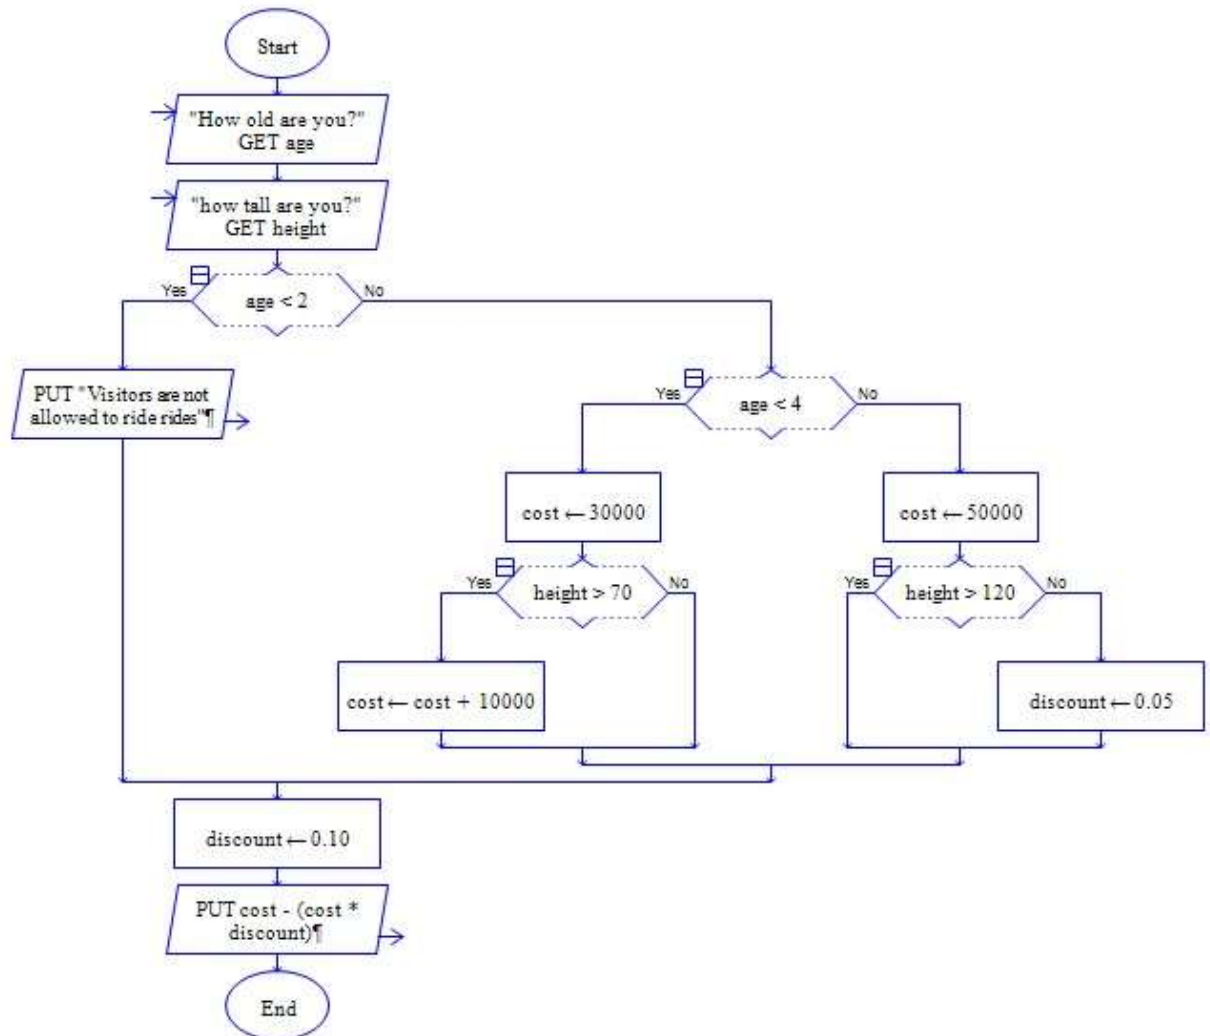 Start
"How old are you?"
GET age
"how tall are you?"
GET height
Yes
age < 2
No
PUT "Visitors are not
allowed to ride rides"¶
Yes
age < 4
No
cost ← 30000
cost ← 50000
Yes
height > 70
No
Yes
height > 120
No
cost ← cost + 10000
discount ← 0.05
discount ← 0.10
PUT cost - (cost *
discount)¶
End